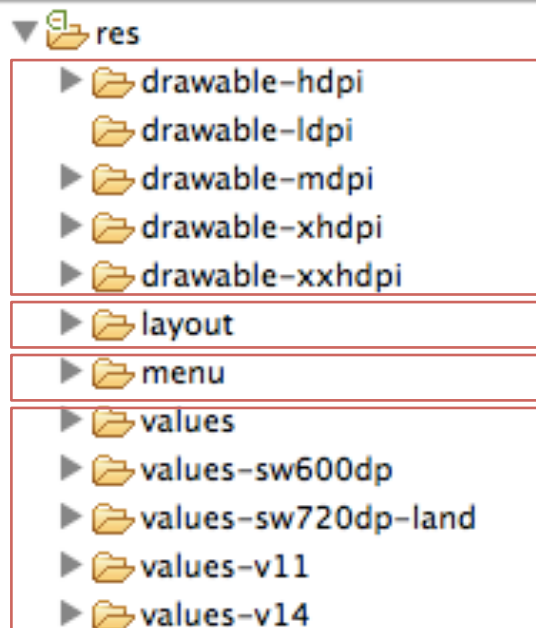 res
drawable-hdpi
drawable-ldpi
drawable-mdpi
drawable-xhdpi
drawable-xxhdpi
layout
menu
values
values-sw600dp
values-sw720dp-land
values-v11
values-v14